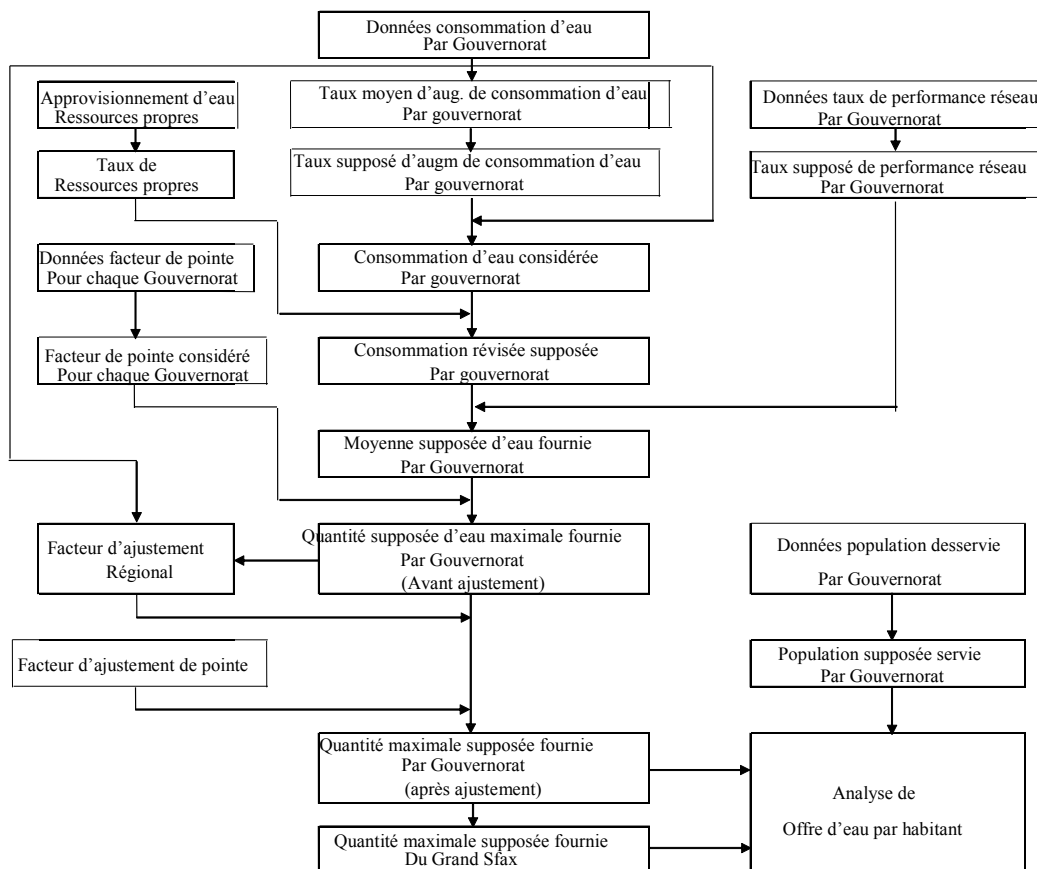 Données consommation d'eau
Par Gouvernorat
Approvisionnement d'eau
Ressources propres
Taux moyen d'aug. de consommation d'eau
Par gouvernorat
Données taux de performance réseau
Par Gouvernorat
Taux de
Ressources propres
Taux supposé d'augm de consommation d'eau
Par gouvernorat
Taux supposé de performance réseau
Par Gouvernorat
Données facteur de pointe
Pour chaque Gouvernorat
Consommation d'eau considérée
Par gouvernorat
Facteur de pointe considéré
Pour chaque Gouvernorat
Consommation révisée supposée
Par gouvernorat
Moyenne supposée d'eau fournie
Par Gouvernorat
Facteur d'ajustement
Régional
Quantité supposée d'eau maximale fournie
Par Gouvernorat
(Avant ajustement)
Données population desservie
Par Gouvernorat
Facteur d'ajustement de pointe
Population supposée servie
Par Gouvernorat
Quantité maximale supposée fournie
Par Gouvernorat
(après ajustement)
Analyse de
Offre d'eau par habitant
Quantité maximale supposée fournie
Du Grand Sfax